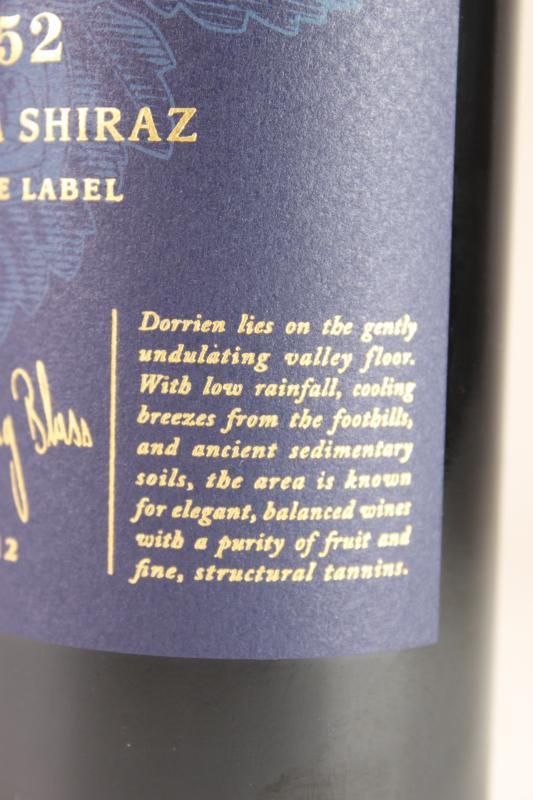 52
SHIRAZ
E LABEL
Dorrien lies on the gently
undulating valley floor.
With low rainfall, cooling
breezes from the foothills,
and ancient sedimentary
soils, the area is known
for elegant, balanced wines
with a purity of fruit and
fine, structural tannins.
g Blass
12